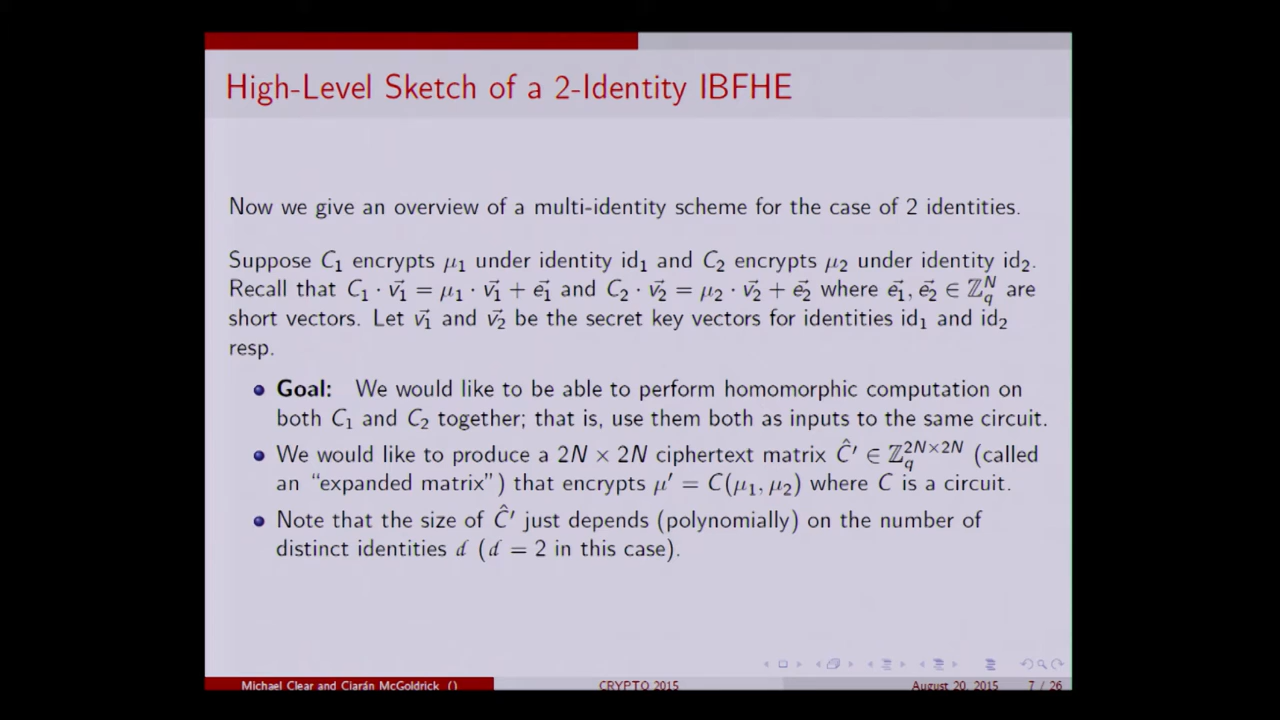 High-Level Sketch of a 2-Identity IBFHE
Now we give an overview of a multi-identity scheme for the case of 2 identities.
Suppose C₁ encrypts μ₁ under identity id₁ and C₂ encrypts μ₂ under identity id₂.
Recall that C₁ · v⃗₁ = μ₁ · v⃗₁ + e⃗₁ and C₂ · v⃗₂ = μ₂ · v⃗₂ + e⃗₂ where e⃗₁, e⃗₂ ∈ ℤ_q^N are
short vectors. Let v⃗₁ and v⃗₂ be the secret key vectors for identities id₁ and id₂
resp.
Goal: We would like to be able to perform homomorphic computation on
both C₁ and C₂ together; that is, use them both as inputs to the same circuit.
We would like to produce a 2N × 2N ciphertext matrix Ĉ′ ∈ ℤ_q^{2N×2N} (called
an “expanded matrix”) that encrypts μ′ = C(μ₁, μ₂) where C is a circuit.
Note that the size of Ĉ′ just depends (polynomially) on the number of
distinct identities d (d = 2 in this case).
Michael Clear and Ciarán McGoldrick () CRYPTO 2015 August 20, 2015 7 / 26